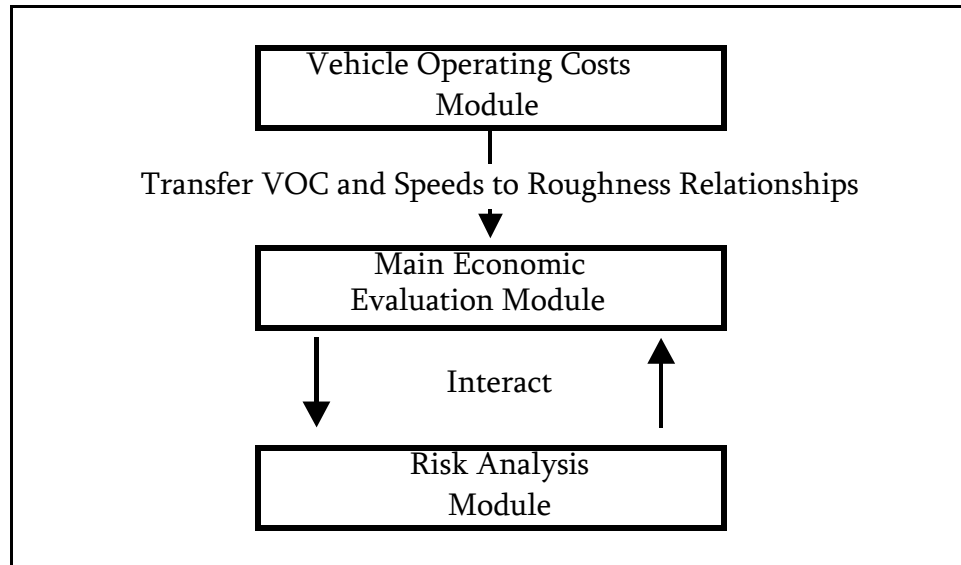 Vehicle Operating Costs
Module
Transfer VOC and Speeds to Roughness Relationships
Main Economic
Evaluation Module
Interact
Risk Analysis
Module